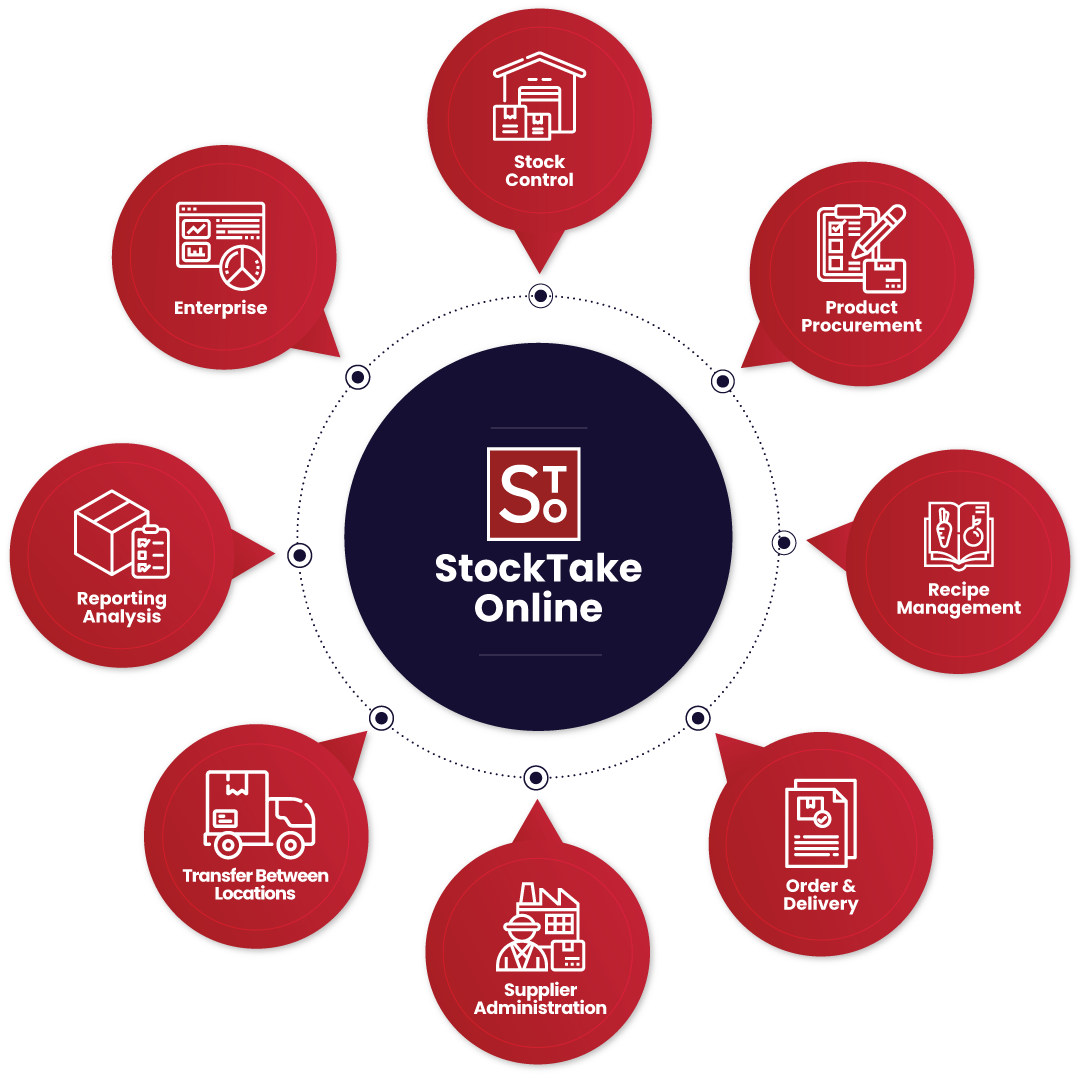 Stock
Control
Enterprise
Product
Procurement
STO
StockTake
Online
Reporting
Analysis
Recipe
Management
Transfer Between
Locations
Order &
Delivery
Supplier
Administration